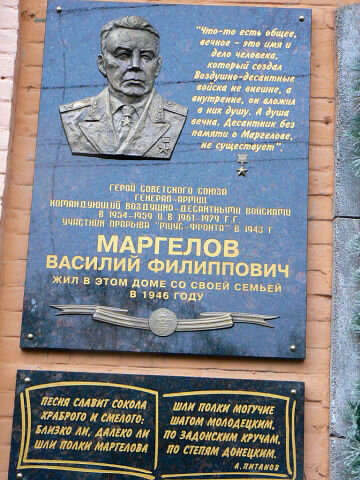 "Что-то есть общее,
вечное - это имя и
дело человека,
который создал
Воздушно-десантные
войска не внешне, а
внутренне, он вложил
в них душу. А душа
вечна. Десантник без
памяти о Маргелове,
не существует".
ГЕРОЙ СОВЕТСКОГО СОЮЗА
ГЕНЕРАЛ-АРМИИ
КОМАНДУЮЩИЙ ВОЗДУШНО-ДЕСАНТНЫМИ ВОЙСКАМИ
В 1954-1959 И В 1961-1979 Г.Г.
УЧАСТНИК ПРОРЫВА "МИУС-ФРОНТА" В 1943 Г
МАРГЕЛОВ
ВАСИЛИЙ ФИЛИППОВИЧ
ЖИЛ В ЭТОМ ДОМЕ СО СВОЕЙ СЕМЬЕЙ
В 1946 ГОДУ
ПЕСНЯ СЛАВИТ СОКОЛА
ХРАБРОГО И СМЕЛОГО:
БЛИЗКО ЛИ, ДАЛЕКО ЛИ
ШЛИ ПОЛКИ МАРГЕЛОВА
ШЛИ ПОЛКИ МОГУЧИЕ
ШАГОМ МОЛОДЕЦКИМ,
ПО ЗАДОНСКИМ КРУЧАМ,
ПО СТЕПЯМ ДОНЕЦКИМ.
А.ПИТАНОВ